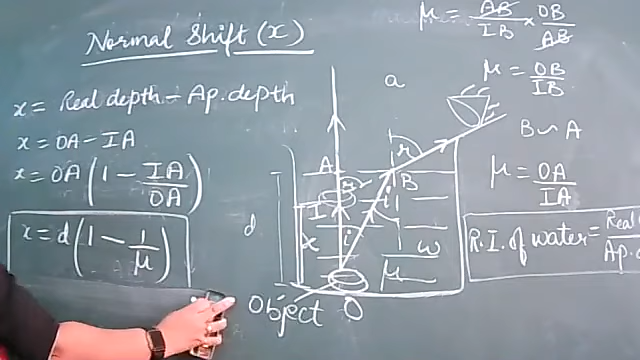 Normal Shift (x)
x = Real depth - Ap. depth
x = OA - IA
x = OA (1 - IA/OA)
x = d (1 - 1/μ)
μ = AB/IB × OB/AB
μ = OB/IB
B ~ A
μ = OA/IA
R.I. of water = Real
Ap.
a
A
B
r
r
i
i
I
d
x
w
μ
Object O